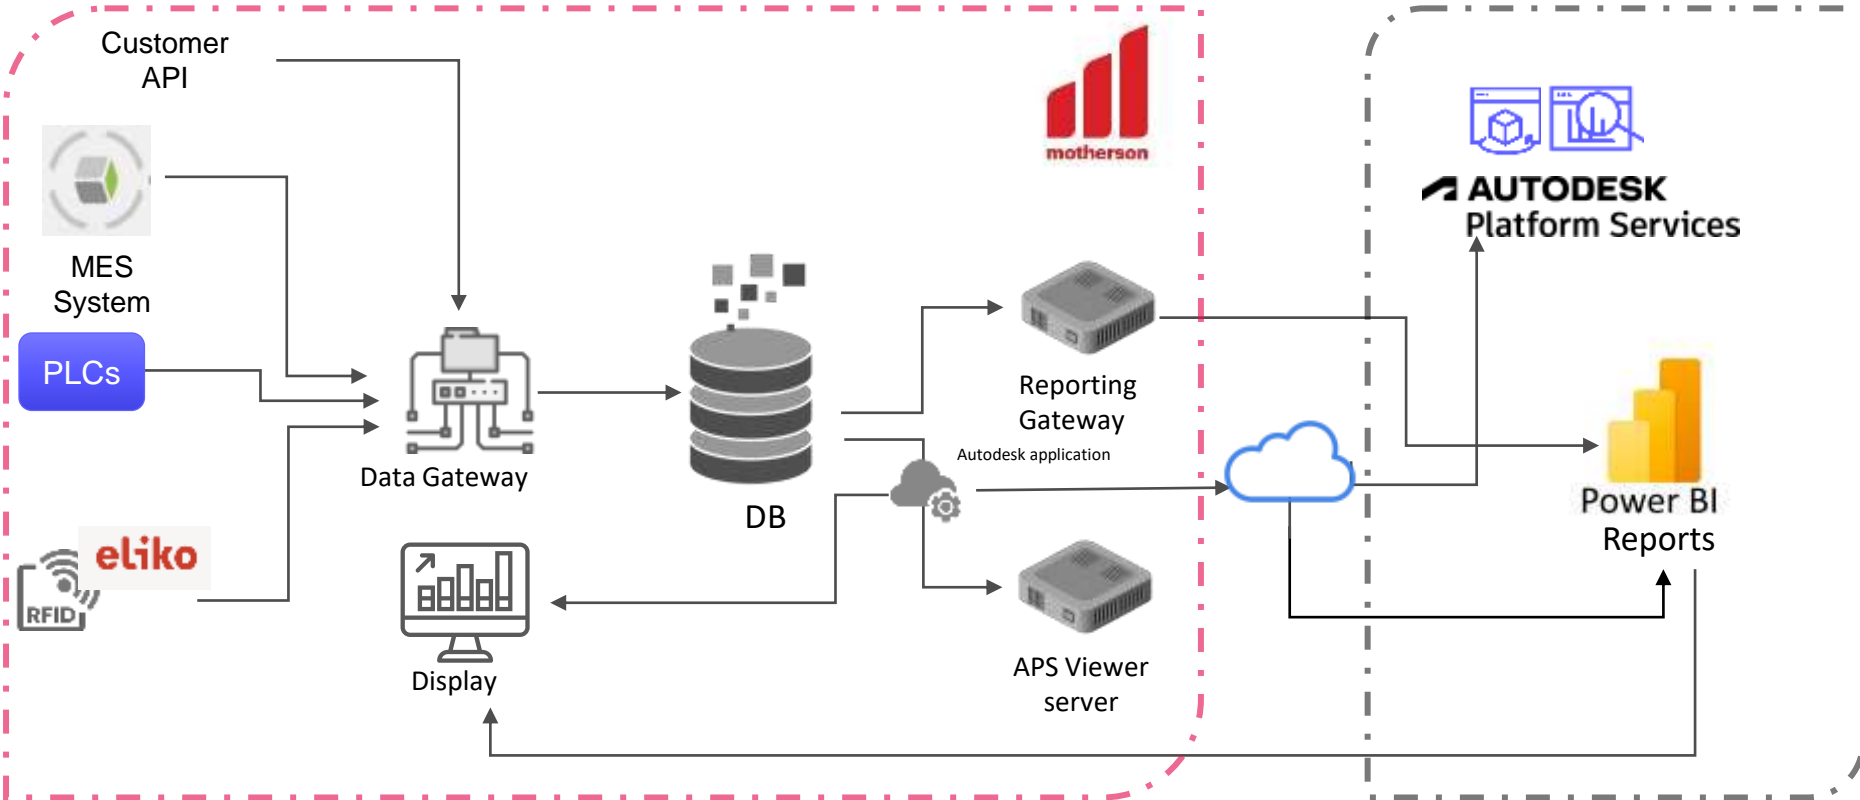 Customer
API
motherson
AUTODESK
Platform Services
MES
System
PLCs
Reporting
Gateway
Autodesk application
Data Gateway
DB
Power BI
Reports
eliko
RFID
APS Viewer
server
Display